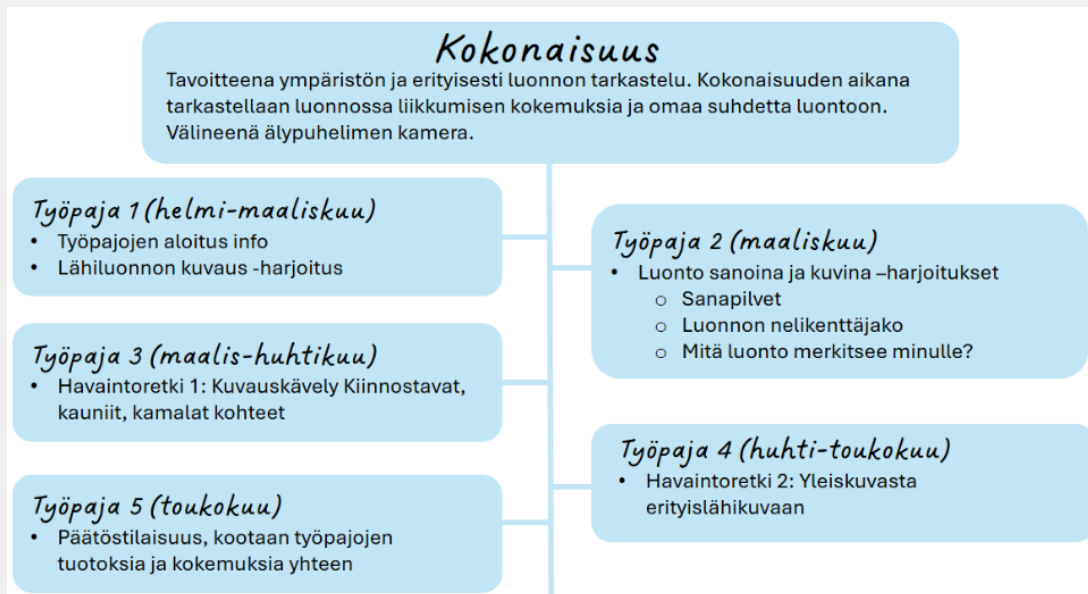 Kokonaisuus
Tavoitteena ympäristön ja erityisesti luonnon tarkastelu. Kokonaisuuden aikana
tarkastellaan luonnossa liikkumisen kokemuksia ja omaa suhdetta luontoon.
Välineenä älypuhelimen kamera.
Työpaja 1 (helmi-maaliskuu)
• Työpajojen aloitus info
• Lähiluonnon kuvaus -harjoitus
Työpaja 2 (maaliskuu)
• Luonto sanoina ja kuvina –harjoitukset
o Sanapilvet
o Luonnon nelikenttäjako
o Mitä luonto merkitsee minulle?
Työpaja 3 (maalis-huhtikuu)
• Havaintoretki 1: Kuvauskävely Kiinnostavat,
kauniit, kamalat kohteet
Työpaja 4 (huhti-toukokuu)
• Havaintoretki 2: Yleiskuvasta
erityislähikuvaan
Työpaja 5 (toukokuu)
• Päätöstilaisuus, kootaan työpajojen
tuotoksia ja kokemuksia yhteen